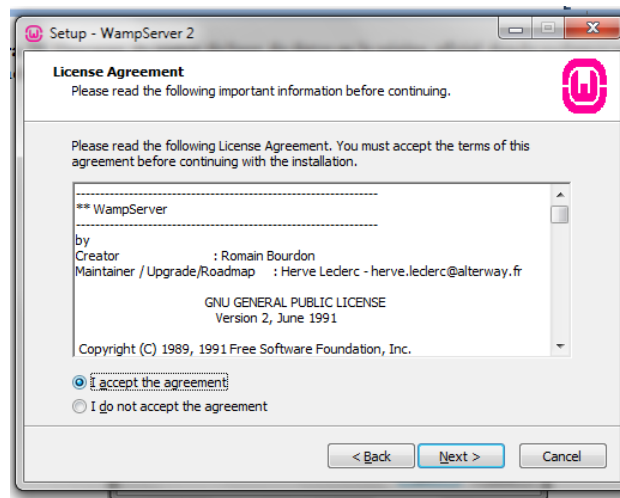 Setup - WampServer 2
License Agreement
Please read the following important information before continuing.
Please read the following License Agreement. You must accept the terms of this
agreement before continuing with the installation.
---------------------------------------------------------------
** WampServer
---------------------------------------------------------------
by
Creator : Romain Bourdon
Maintainer / Upgrade/Roadmap : Herve Leclerc - herve.leclerc@alterway.fr
GNU GENERAL PUBLIC LICENSE
Version 2, June 1991
Copyright (C) 1989, 1991 Free Software Foundation, Inc.
I accept the agreement
I do not accept the agreement
< Back Next > Cancel